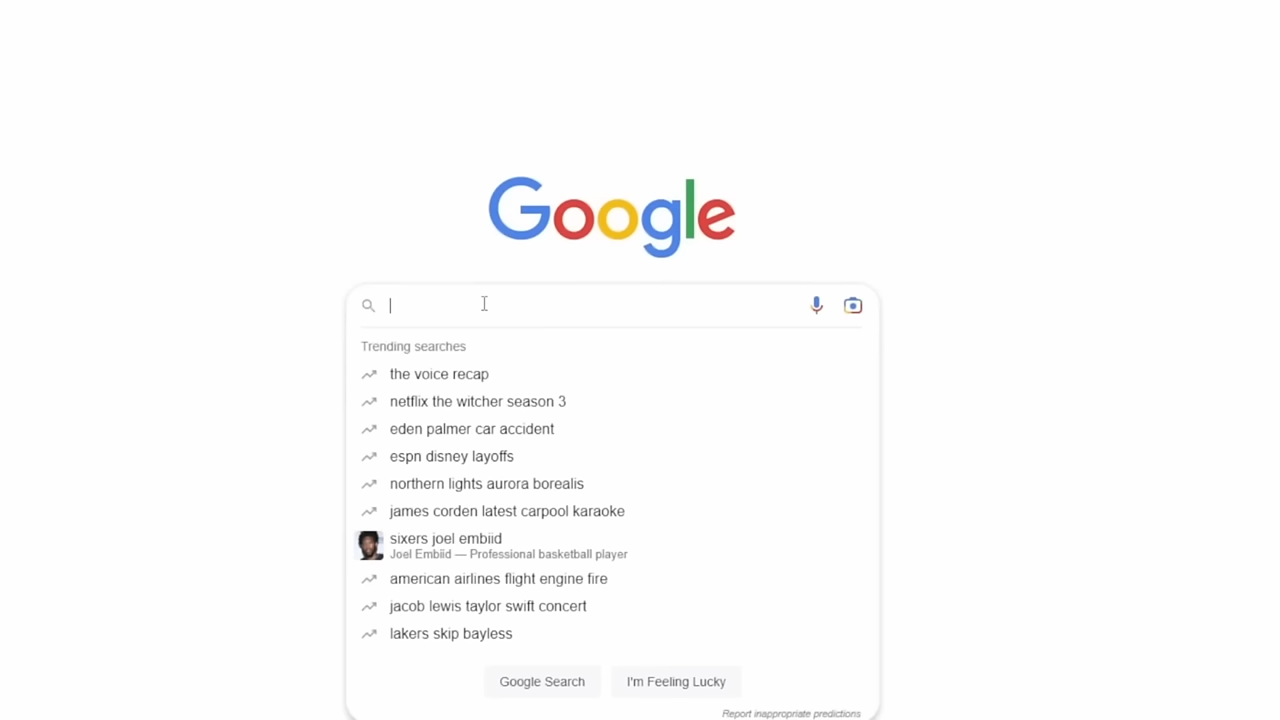 Google
Trending searches
the voice recap
netflix the witcher season 3
eden palmer car accident
espn disney layoffs
northern lights aurora borealis
james corden latest carpool karaoke
sixers joel embiid
Joel Embiid — Professional basketball player
american airlines flight engine fire
jacob lewis taylor swift concert
lakers skip bayless
Google Search
I'm Feeling Lucky
Report inappropriate predictions